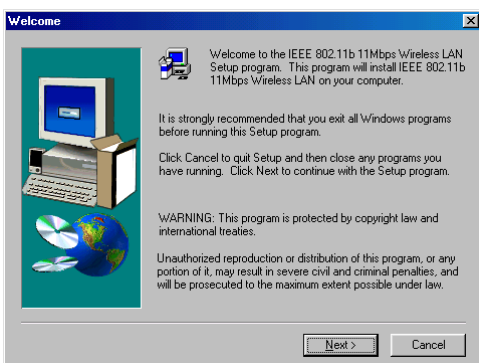 Welcome
Welcome to the IEEE 802.11b 11Mbps Wireless LAN
Setup program. This program will install IEEE 802.11b
11Mbps Wireless LAN on your computer.
It is strongly recommended that you exit all Windows programs
before running this Setup program.
Click Cancel to quit Setup and then close any programs you
have running. Click Next to continue with the Setup program.
WARNING: This program is protected by copyright law and
international treaties.
Unauthorized reproduction or distribution of this program, or any
portion of it, may result in severe civil and criminal penalties, and
will be prosecuted to the maximum extent possible under law.
Next >
Cancel